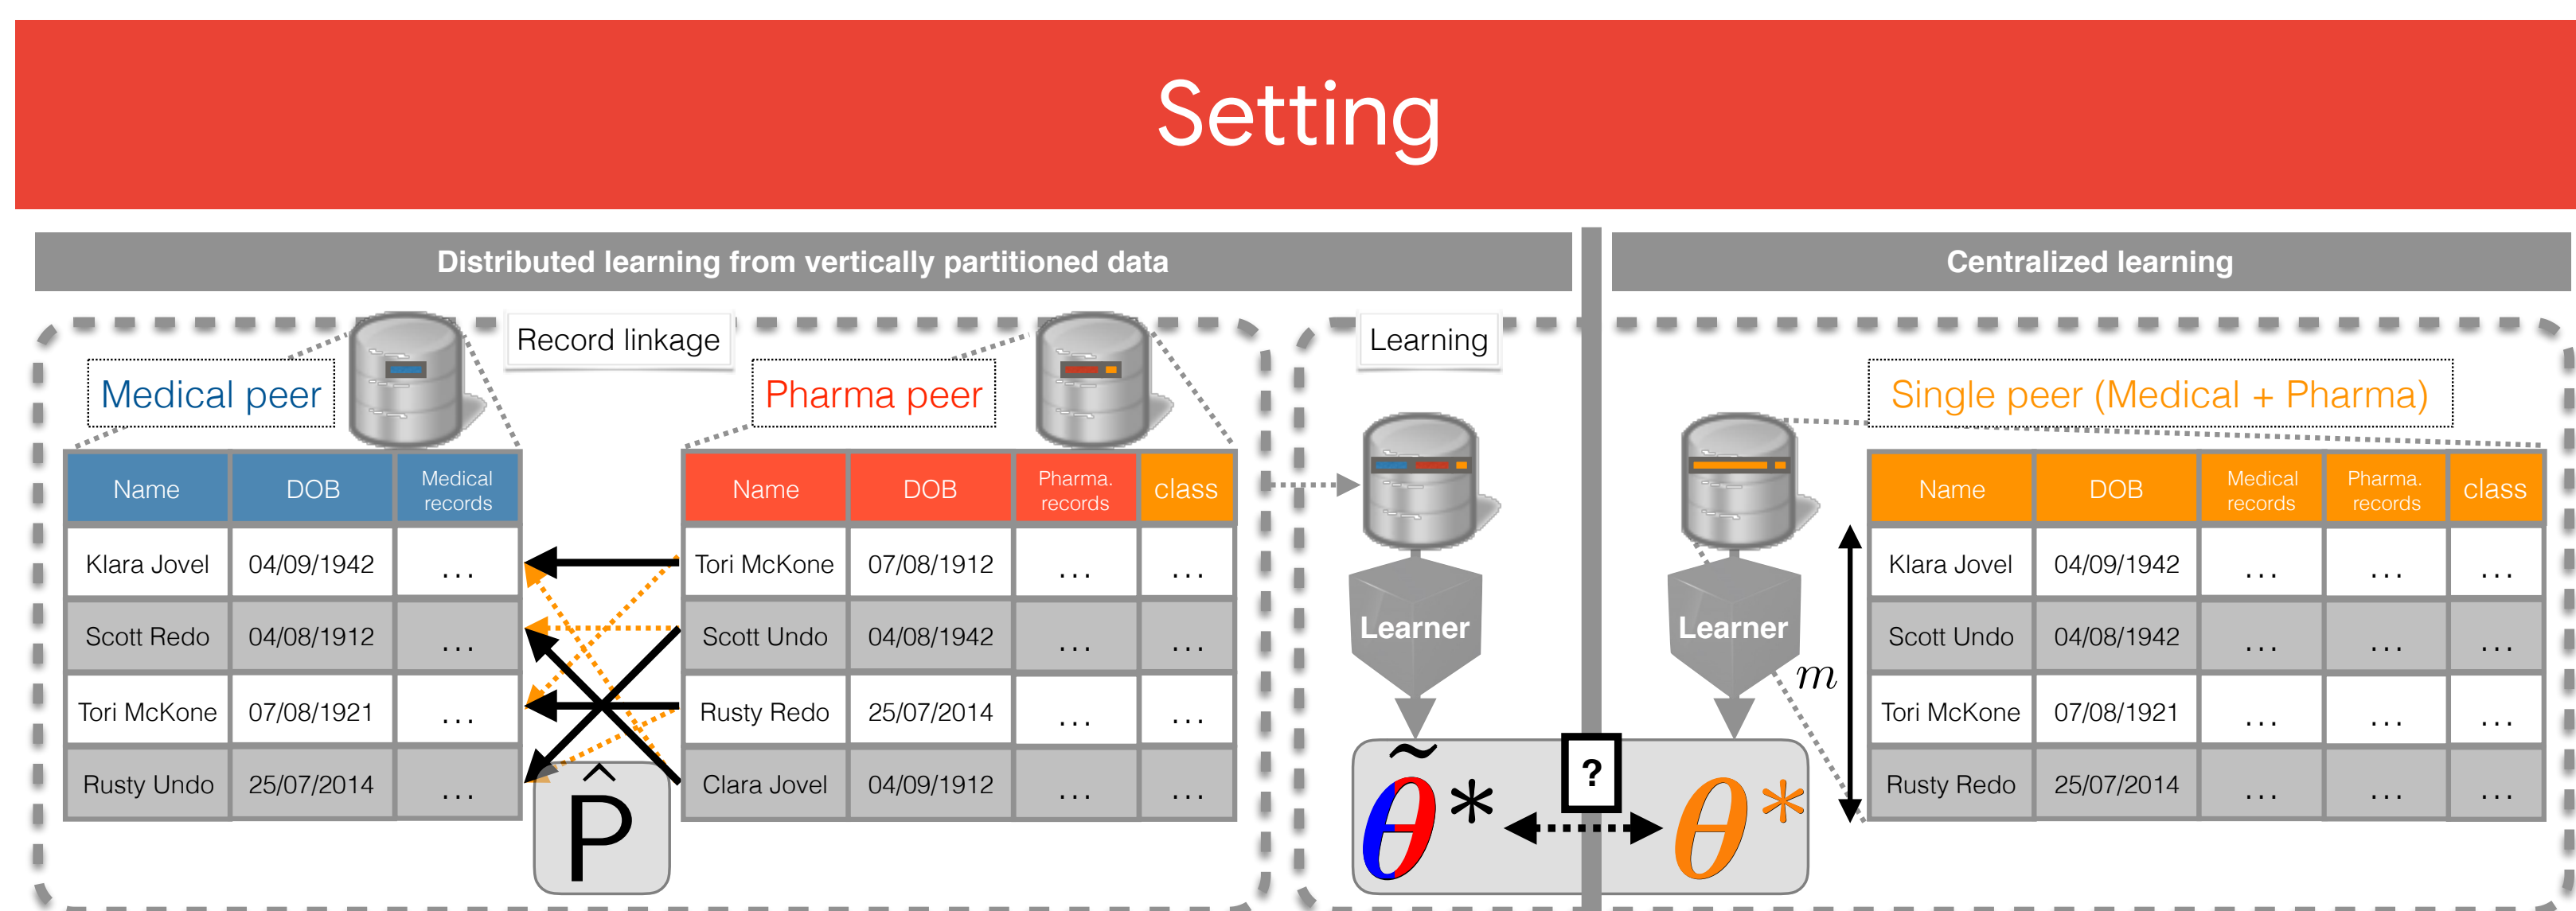 Setting
Distributed learning from vertically partitioned data
Centralized learning
Record linkage
Learning
Medical peer
Pharma peer
Single peer (Medical + Pharma)
Name DOB Medical records
Klara Jovel 04/09/1942 ...
Scott Redo 04/08/1912 ...
Tori McKone 07/08/1921 ...
Rusty Undo 25/07/2014 ...
P̂
Name DOB Pharma. records class
Tori McKone 07/08/1912 ... ...
Scott Undo 04/08/1942 ... ...
Rusty Redo 25/07/2014 ... ...
Clara Jovel 04/09/1912 ... ...
Learner
Learner
θ̃*
?
θ*
m
Name DOB Medical records Pharma. records class
Klara Jovel 04/09/1942 ... ... ...
Scott Undo 04/08/1942 ... ... ...
Tori McKone 07/08/1921 ... ... ...
Rusty Redo 25/07/2014 ... ... ...